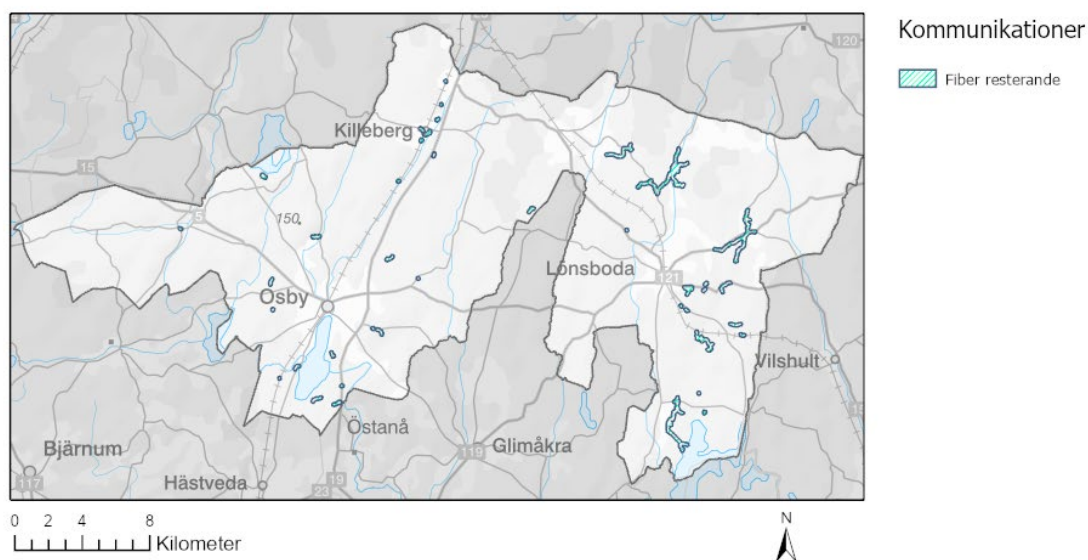 Kommunikationer
Fiber resterande
120
Killeberg
15
15
150
Lönsboda
121
Osby
Vilshult
15
Östanå
Bjärnum
Glimåkra
119
Hästveda
117
19
23
0 2 4 8
Kilometer
N